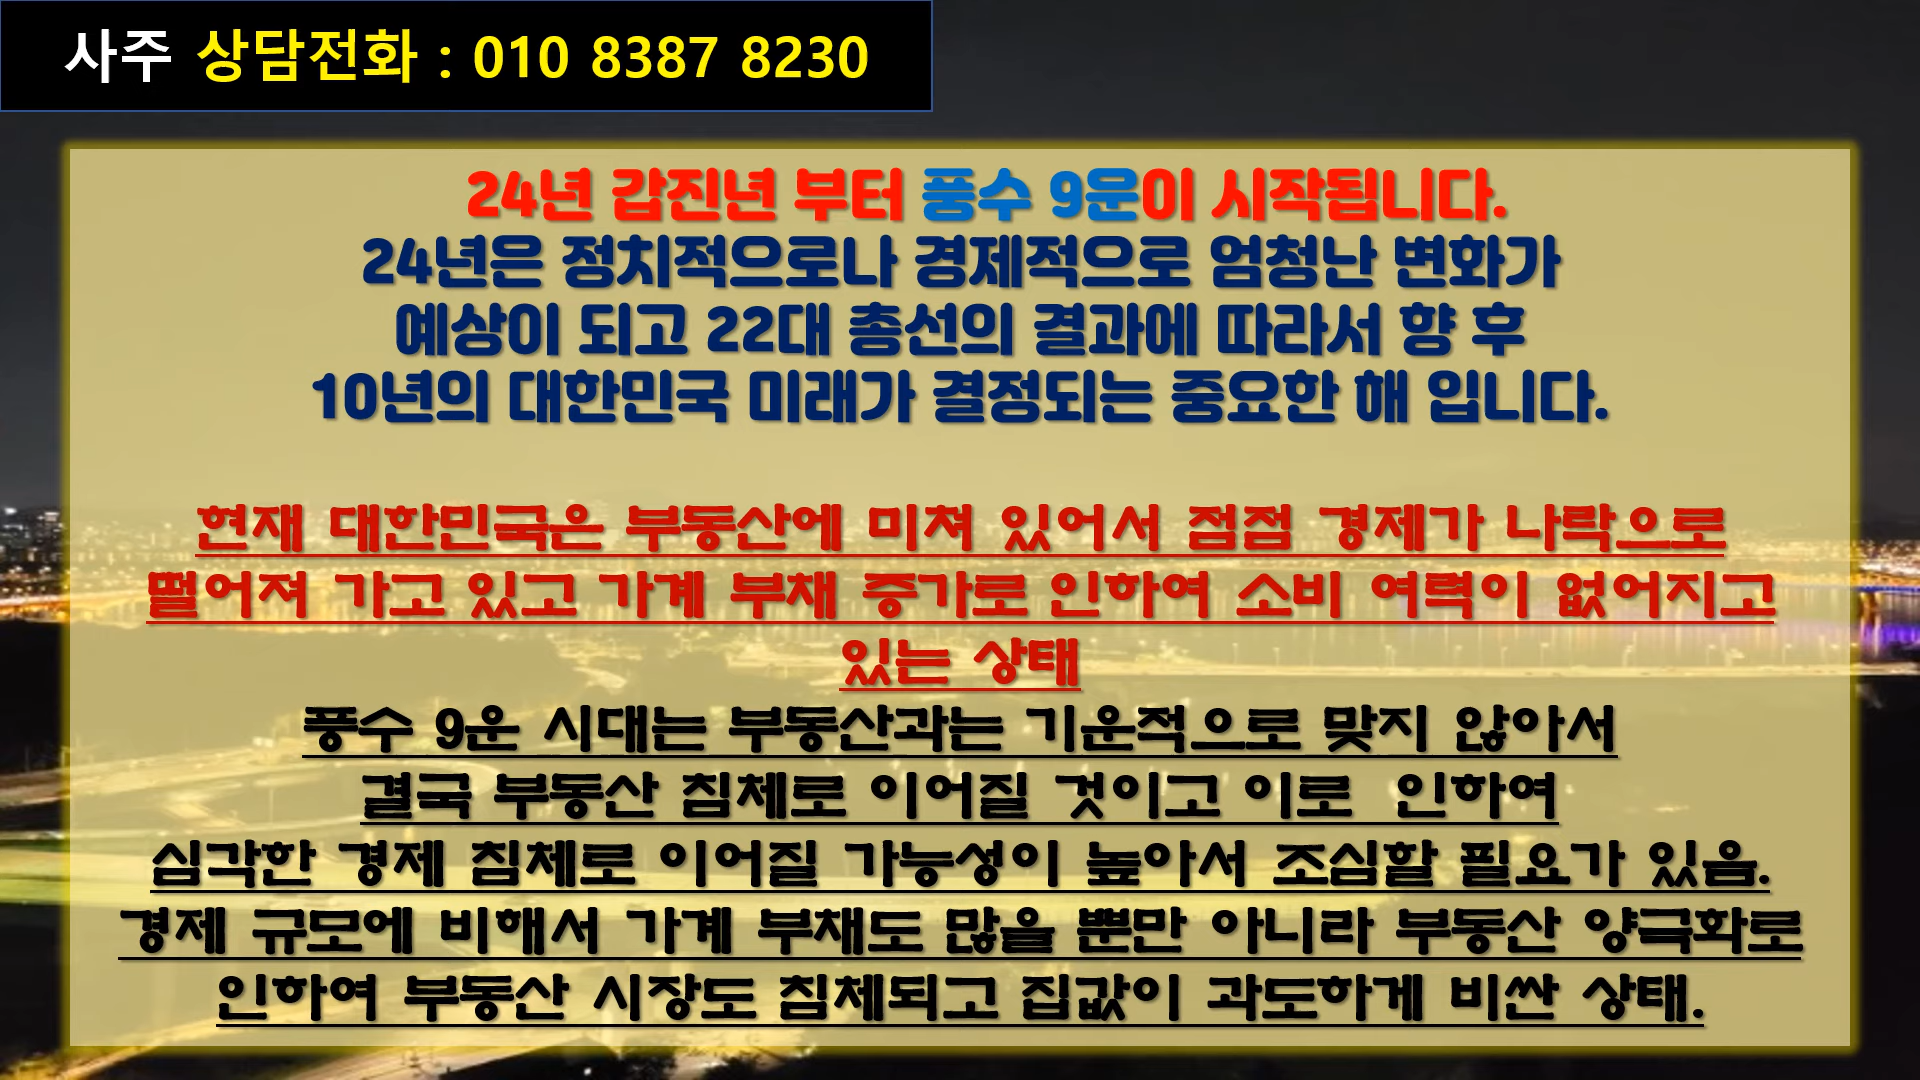 사주 상담전화 : 010 8387 8230
24년 갑진년 부터 풍수 9운이 시작됩니다.
24년은 정치적으로나 경제적으로 엄청난 변화가
예상이 되고 22대 총선의 결과에 따라서 향 후
10년의 대한민국 미래가 결정되는 중요한 해 입니다.
현재 대한민국은 부동산에 미쳐 있어서 점점 경제가 나락으로
떨어져 가고 있고 가계 부채 증가로 인하여 소비 여력이 없어지고
있는 상태
풍수 9운 시대는 부동산과는 기운적으로 맞지 않아서
결국 부동산 침체로 이어질 것이고 이로 인하여
심각한 경제 침체로 이어질 가능성이 높아서 조심할 필요가 있음.
경제 규모에 비해서 가계 부채도 많을 뿐만 아니라 부동산 양극화로
인하여 부동산 시장도 침체되고 집값이 과도하게 비싼 상태.